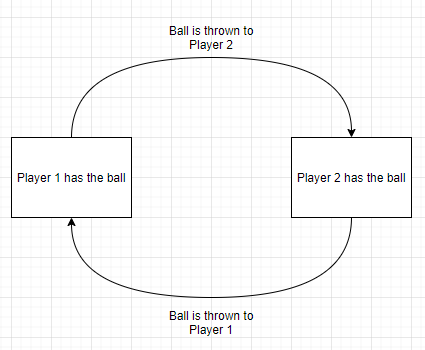 Ball is thrown to
Player 2
Player 1 has the ball
Player 2 has the ball
Ball is thrown to
Player 1